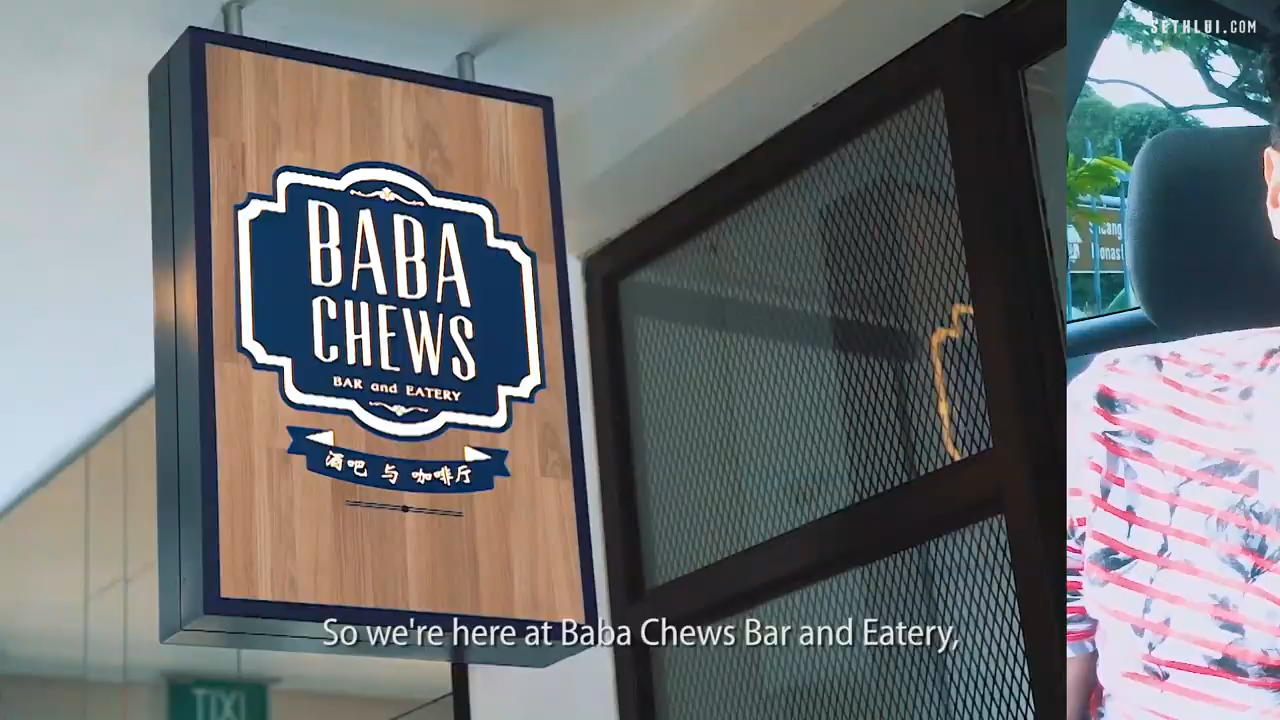 SETHLUI.COM
BABA
CHEWS
BAR and EATERY
酒吧 与 咖啡厅
So we're here at Baba Chews Bar and Eatery,